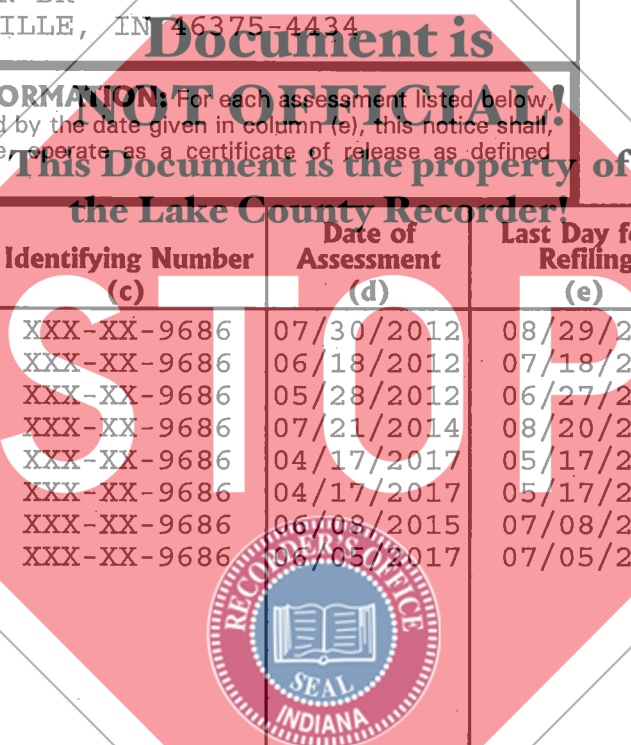 ILLE, IN 46375-4434
Document is
ORMATION: For each assessment listed below,
NOT OFFICIAL!
d by the date given in column (e), this notice shall,
operate as a certificate of release as defined
This Document is the property of
the Lake County Recorder!
Identifying Number Date of Assessment Last Day f Refiling
(c) (d) (e)
XXX-XX-9686 07/30/2012 08/29/2
XXX-XX-9686 06/18/2012 07/18/2
XXX-XX-9686 05/28/2012 06/27/2
XXX-XX-9686 07/21/2014 08/20/2
XXX-XX-9686 04/17/2017 05/17/2
XXX-XX-9686 04/17/2017 05/17/2
XXX-XX-9686 06/08/2015 07/08/2
XXX-XX-9686 06/05/2017 07/05/2
STOP
RECORDER'S OFFICE
SEAL
INDIANA